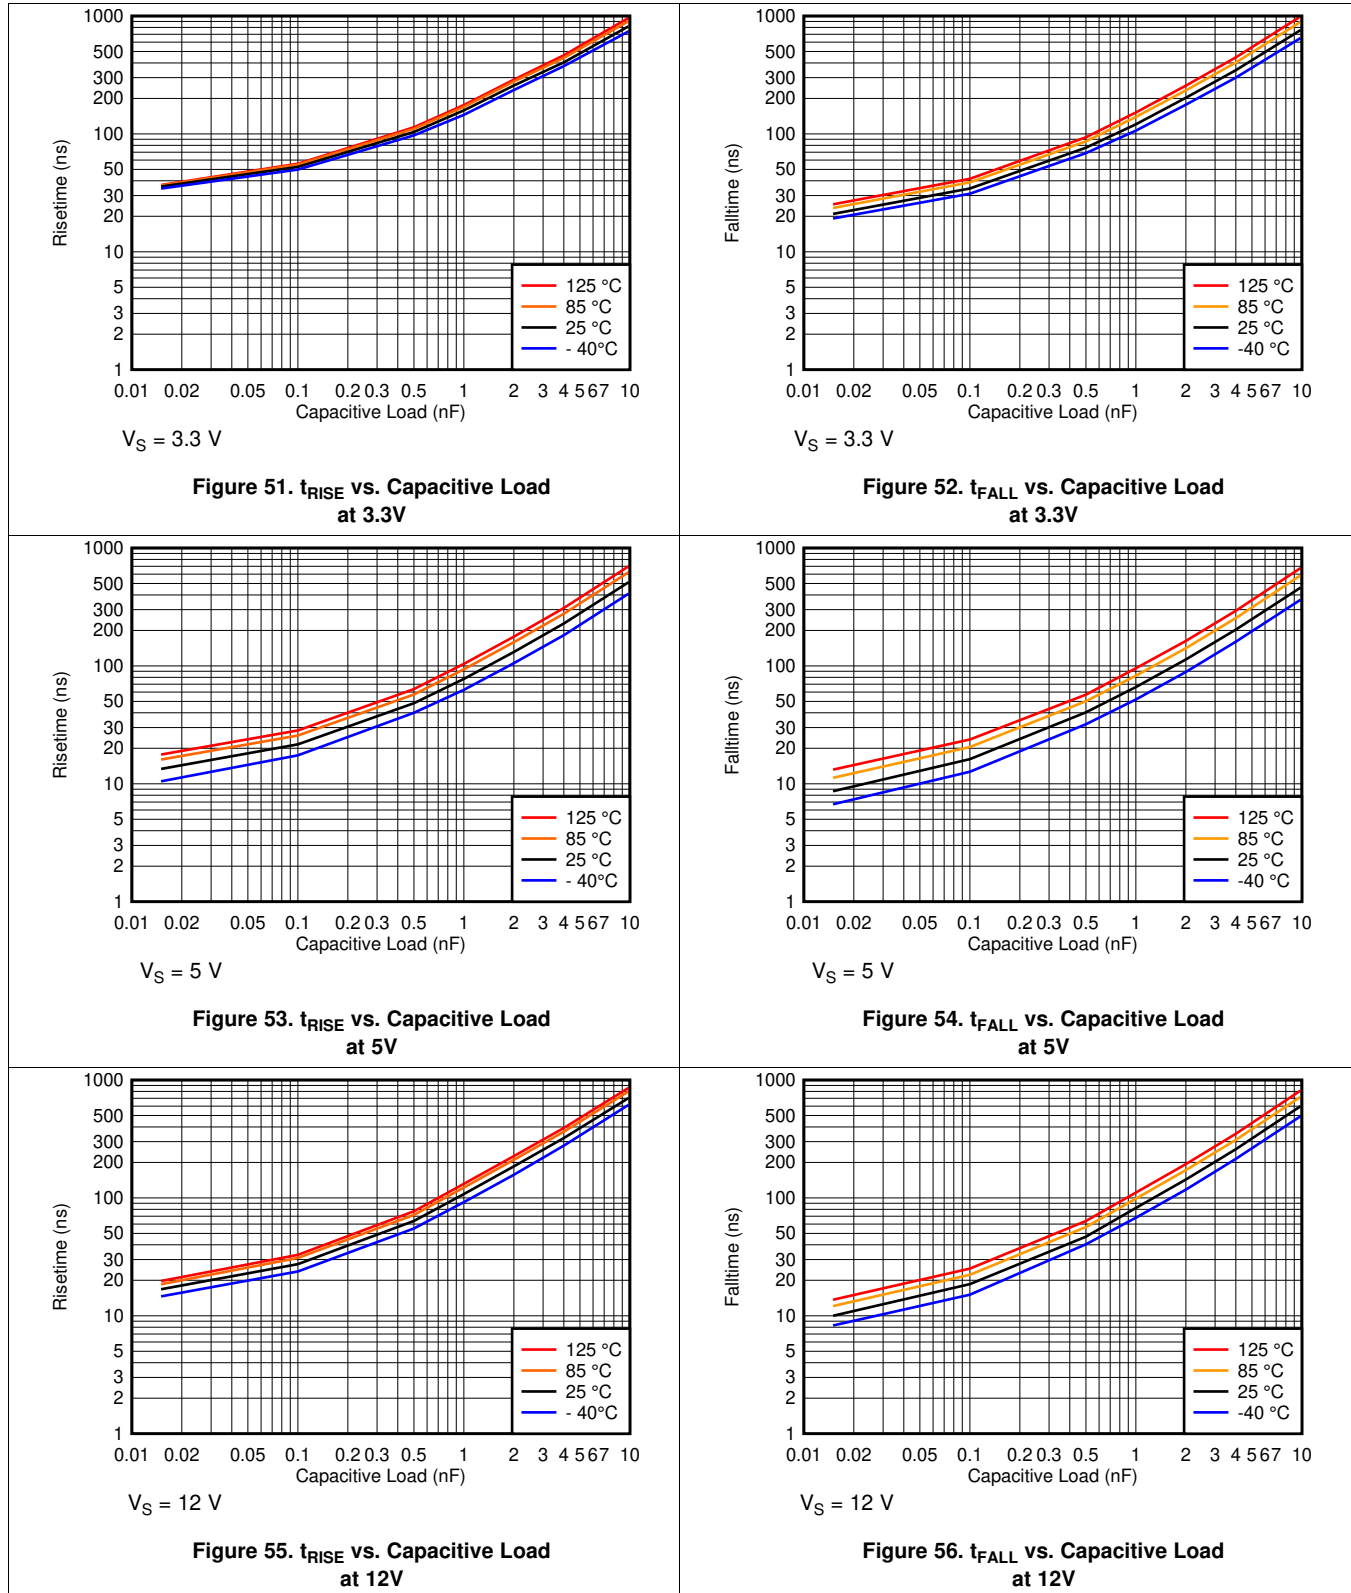 1000
500
300
200
100
50
30
20
10
5
3
2
1
Risetime (ns)
125 °C
85 °C
25 °C
- 40°C
0.01 0.02 0.05 0.1 0.2 0.3 0.5 1 2 3 4 5 6 7 10
Capacitive Load (nF)
VS = 3.3 V
Figure 51. tRISE vs. Capacitive Load
at 3.3V
1000
500
300
200
100
50
30
20
10
5
3
2
1
Falltime (ns)
125 °C
85 °C
25 °C
-40 °C
0.01 0.02 0.05 0.1 0.2 0.3 0.5 1 2 3 4 5 6 7 10
Capacitive Load (nF)
VS = 3.3 V
Figure 52. tFALL vs. Capacitive Load
at 3.3V
1000
500
300
200
100
50
30
20
10
5
3
2
1
Risetime (ns)
125 °C
85 °C
25 °C
- 40°C
0.01 0.02 0.05 0.1 0.2 0.3 0.5 1 2 3 4 5 6 7 10
Capacitive Load (nF)
VS = 5 V
Figure 53. tRISE vs. Capacitive Load
at 5V
1000
500
300
200
100
50
30
20
10
5
3
2
1
Falltime (ns)
125 °C
85 °C
25 °C
-40 °C
0.01 0.02 0.05 0.1 0.2 0.3 0.5 1 2 3 4 5 6 7 10
Capacitive Load (nF)
VS = 5 V
Figure 54. tFALL vs. Capacitive Load
at 5V
1000
500
300
200
100
50
30
20
10
5
3
2
1
Risetime (ns)
125 °C
85 °C
25 °C
- 40°C
0.01 0.02 0.05 0.1 0.2 0.3 0.5 1 2 3 4 5 6 7 10
Capacitive Load (nF)
VS = 12 V
Figure 55. tRISE vs. Capacitive Load
at 12V
1000
500
300
200
100
50
30
20
10
5
3
2
1
Falltime (ns)
125 °C
85 °C
25 °C
-40 °C
0.01 0.02 0.05 0.1 0.2 0.3 0.5 1 2 3 4 5 6 7 10
Capacitive Load (nF)
VS = 12 V
Figure 56. tFALL vs. Capacitive Load
at 12V